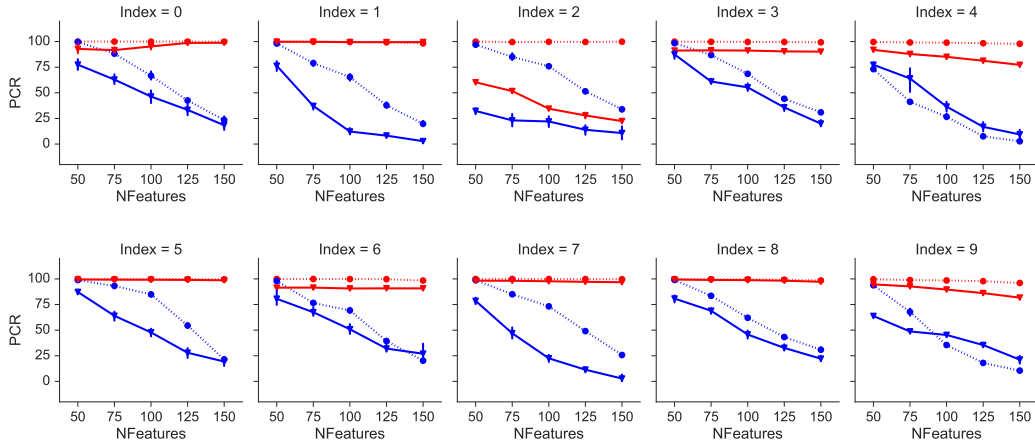 Index = 0 Index = 1 Index = 2 Index = 3 Index = 4
100
75
50
25
0
PCR
50 75 100 125 150 50 75 100 125 150 50 75 100 125 150 50 75 100 125 150 50 75 100 125 150
NFeatures NFeatures NFeatures NFeatures NFeatures
Index = 5 Index = 6 Index = 7 Index = 8 Index = 9
100
75
50
25
0
PCR
50 75 100 125 150 50 75 100 125 150 50 75 100 125 150 50 75 100 125 150 50 75 100 125 150
NFeatures NFeatures NFeatures NFeatures NFeatures